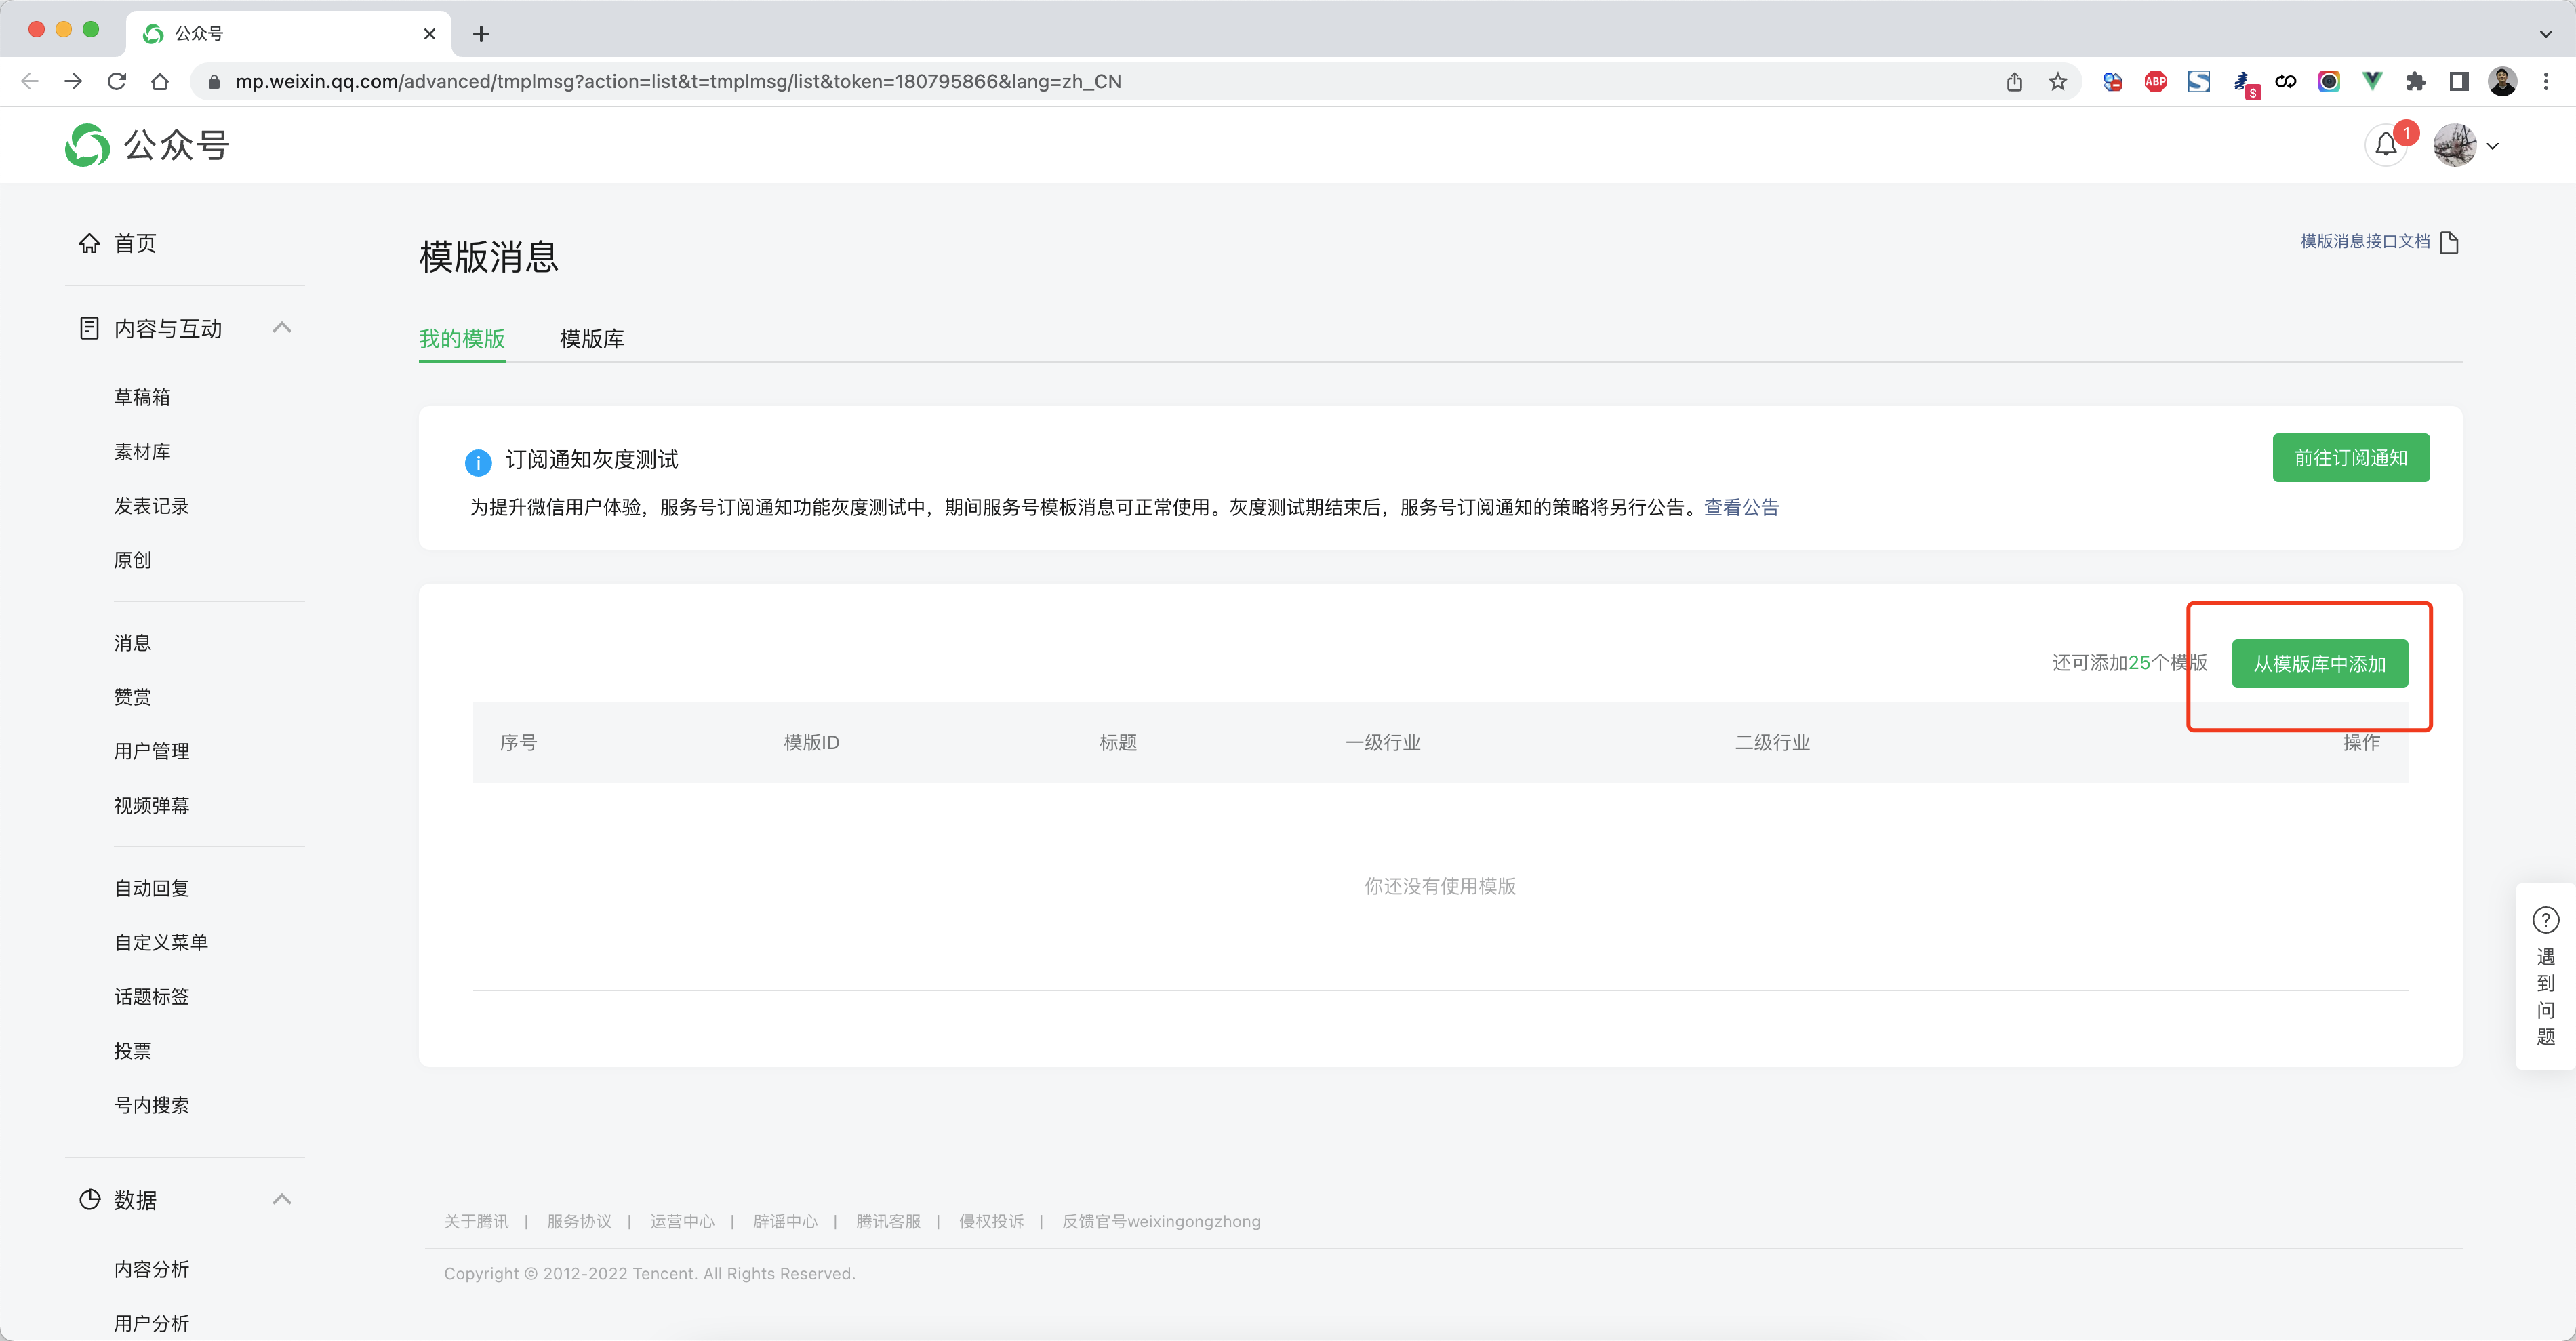 公众号
mp.weixin.qq.com/advanced/tmplmsg?action=list&t=tmplmsg/list&token=180795866&lang=zh_CN
ABP
$
公众号
1
首页
内容与互动
草稿箱
素材库
发表记录
原创
消息
赞赏
用户管理
视频弹幕
自动回复
自定义菜单
话题标签
投票
号内搜索
数据
内容分析
用户分析
模版消息
模版消息接口文档
我的模版
模版库
订阅通知灰度测试
前往订阅通知
为提升微信用户体验，服务号订阅通知功能灰度测试中，期间服务号模板消息可正常使用。灰度测试期结束后，服务号订阅通知的策略将另行公告。查看公告
还可添加25个模版
从模版库中添加
序号 模版ID 标题 一级行业 二级行业 操作
你还没有使用模版
遇到问题
关于腾讯 | 服务协议 | 运营中心 | 辟谣中心 | 腾讯客服 | 侵权投诉 | 反馈官号weixingongzhong
Copyright © 2012-2022 Tencent. All Rights Reserved.